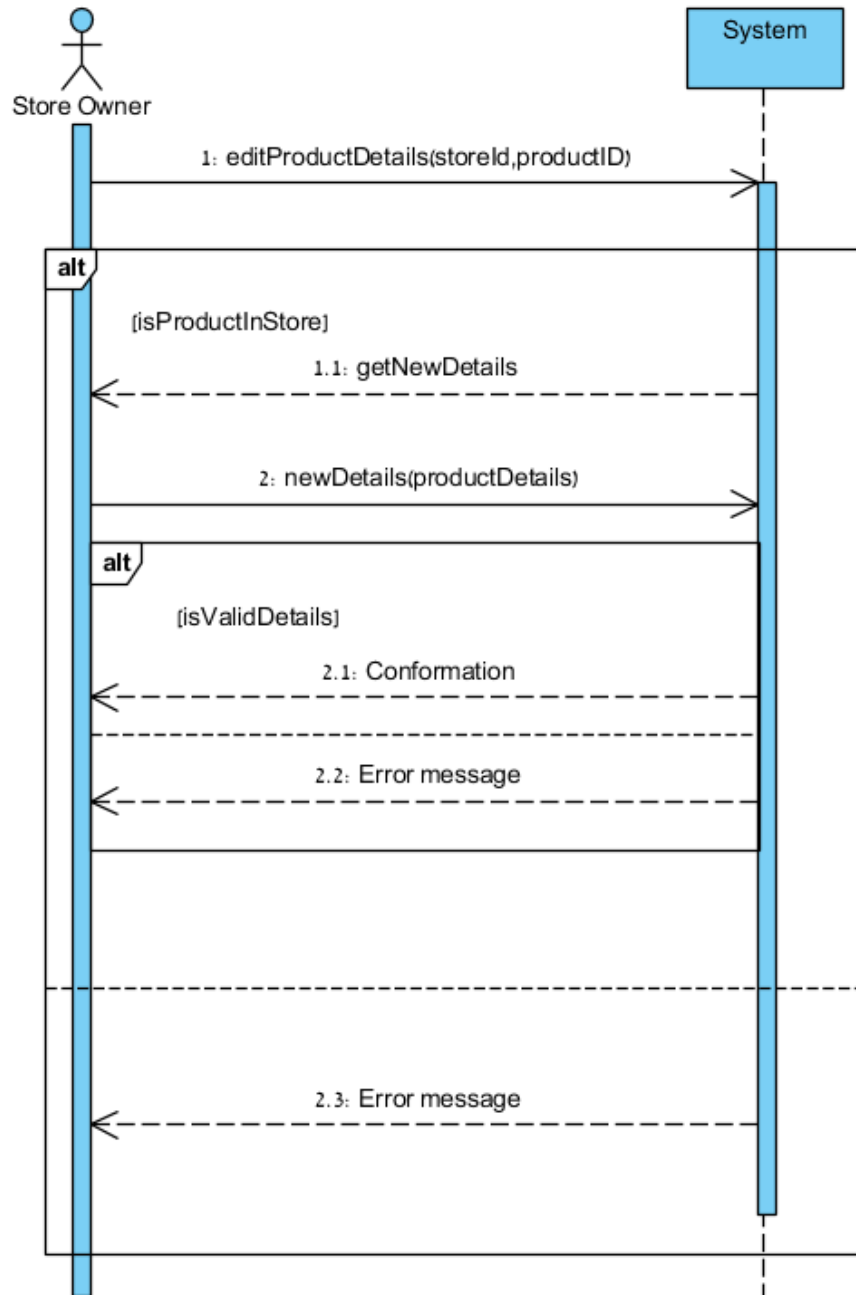 System
Store Owner
1: editProductDetails(storeId,productID)
alt
[isProductInStore]
1.1: getNewDetails
2: newDetails(productDetails)
alt
[isValidDetails]
2.1: Conformation
2.2: Error message
2.3: Error message